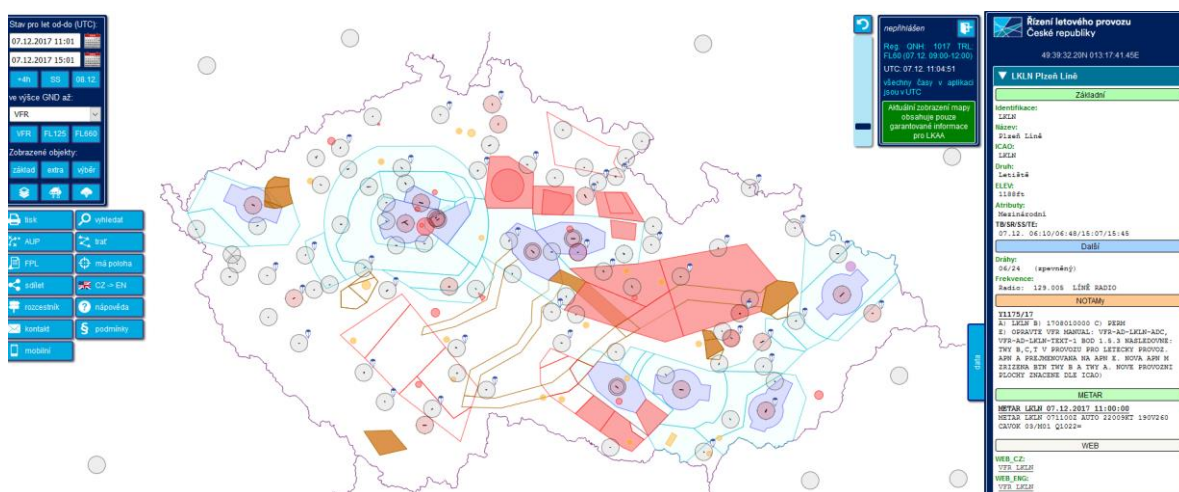 Stav pro let od-do (UTC):
07.12.2017 11:01
07.12.2017 15:01
+4h SS 08.12.
ve výšce GND až:
VFR
VFR FL125 FL660
Zobrazené objekty:
základ extra výběr
tisk vyhledat
AUP trať
FPL má poloha
sdílet CZ -> EN
rozcestník nápověda
kontakt podmínky
mobilní
nepřihlášen
Reg. QNH: 1017 TRL:
FL60 (07.12. 09:00-12:00)
UTC: 07.12. 11:04:51
všechny časy v aplikaci
jsou v UTC
Aktuální zobrazení mapy
obsahuje pouze
garantované informace
pro LKAA
data
Řízení letového provozu
České republiky
49:39:32.20N 013:17:41.45E
LKLN Plzeň Líně
Základní
Identifikace:
LKLN
Název:
Plzeň Líně
ICAO:
LKLN
Druh:
Letiště
ELEV:
1188ft
Atributy:
Mezinárodní
TB/SR/SS/TE:
07.12. 06:10/06:48/15:07/15:45
Další
Dráhy:
06/24 (zpevněný)
Frekvence:
Radio: 129.005 LÍNĚ RADIO
NOTAMy
Y1175/17
A) LKLN B) 1708010000 C) PERM
E) OPRAVTE VFR MANUAL: VFR-AD-LKLN-ADC,
VFR-AD-LKLN-TEXT-1 BOD 1.5.3 NASLEDOVNE:
TWY B,C,T V PROVOZU PRO LETECKY PROVOZ.
APN A PREJMENOVANA NA APN E. NOVA APN M
ZRIZENA BTN TWY B A TWY A. NOVE PROVOZNI
PLOCHY ZNACENE DLE ICAO)
METAR
METAR LKLN 07.12.2017 11:00:00
METAR LKLN 071100Z AUTO 22009KT 190V260
CAVOK 03/M01 Q1022=
WEB
WEB_CZ:
VFR LKLN
WEB_ENG:
VFR LKLN